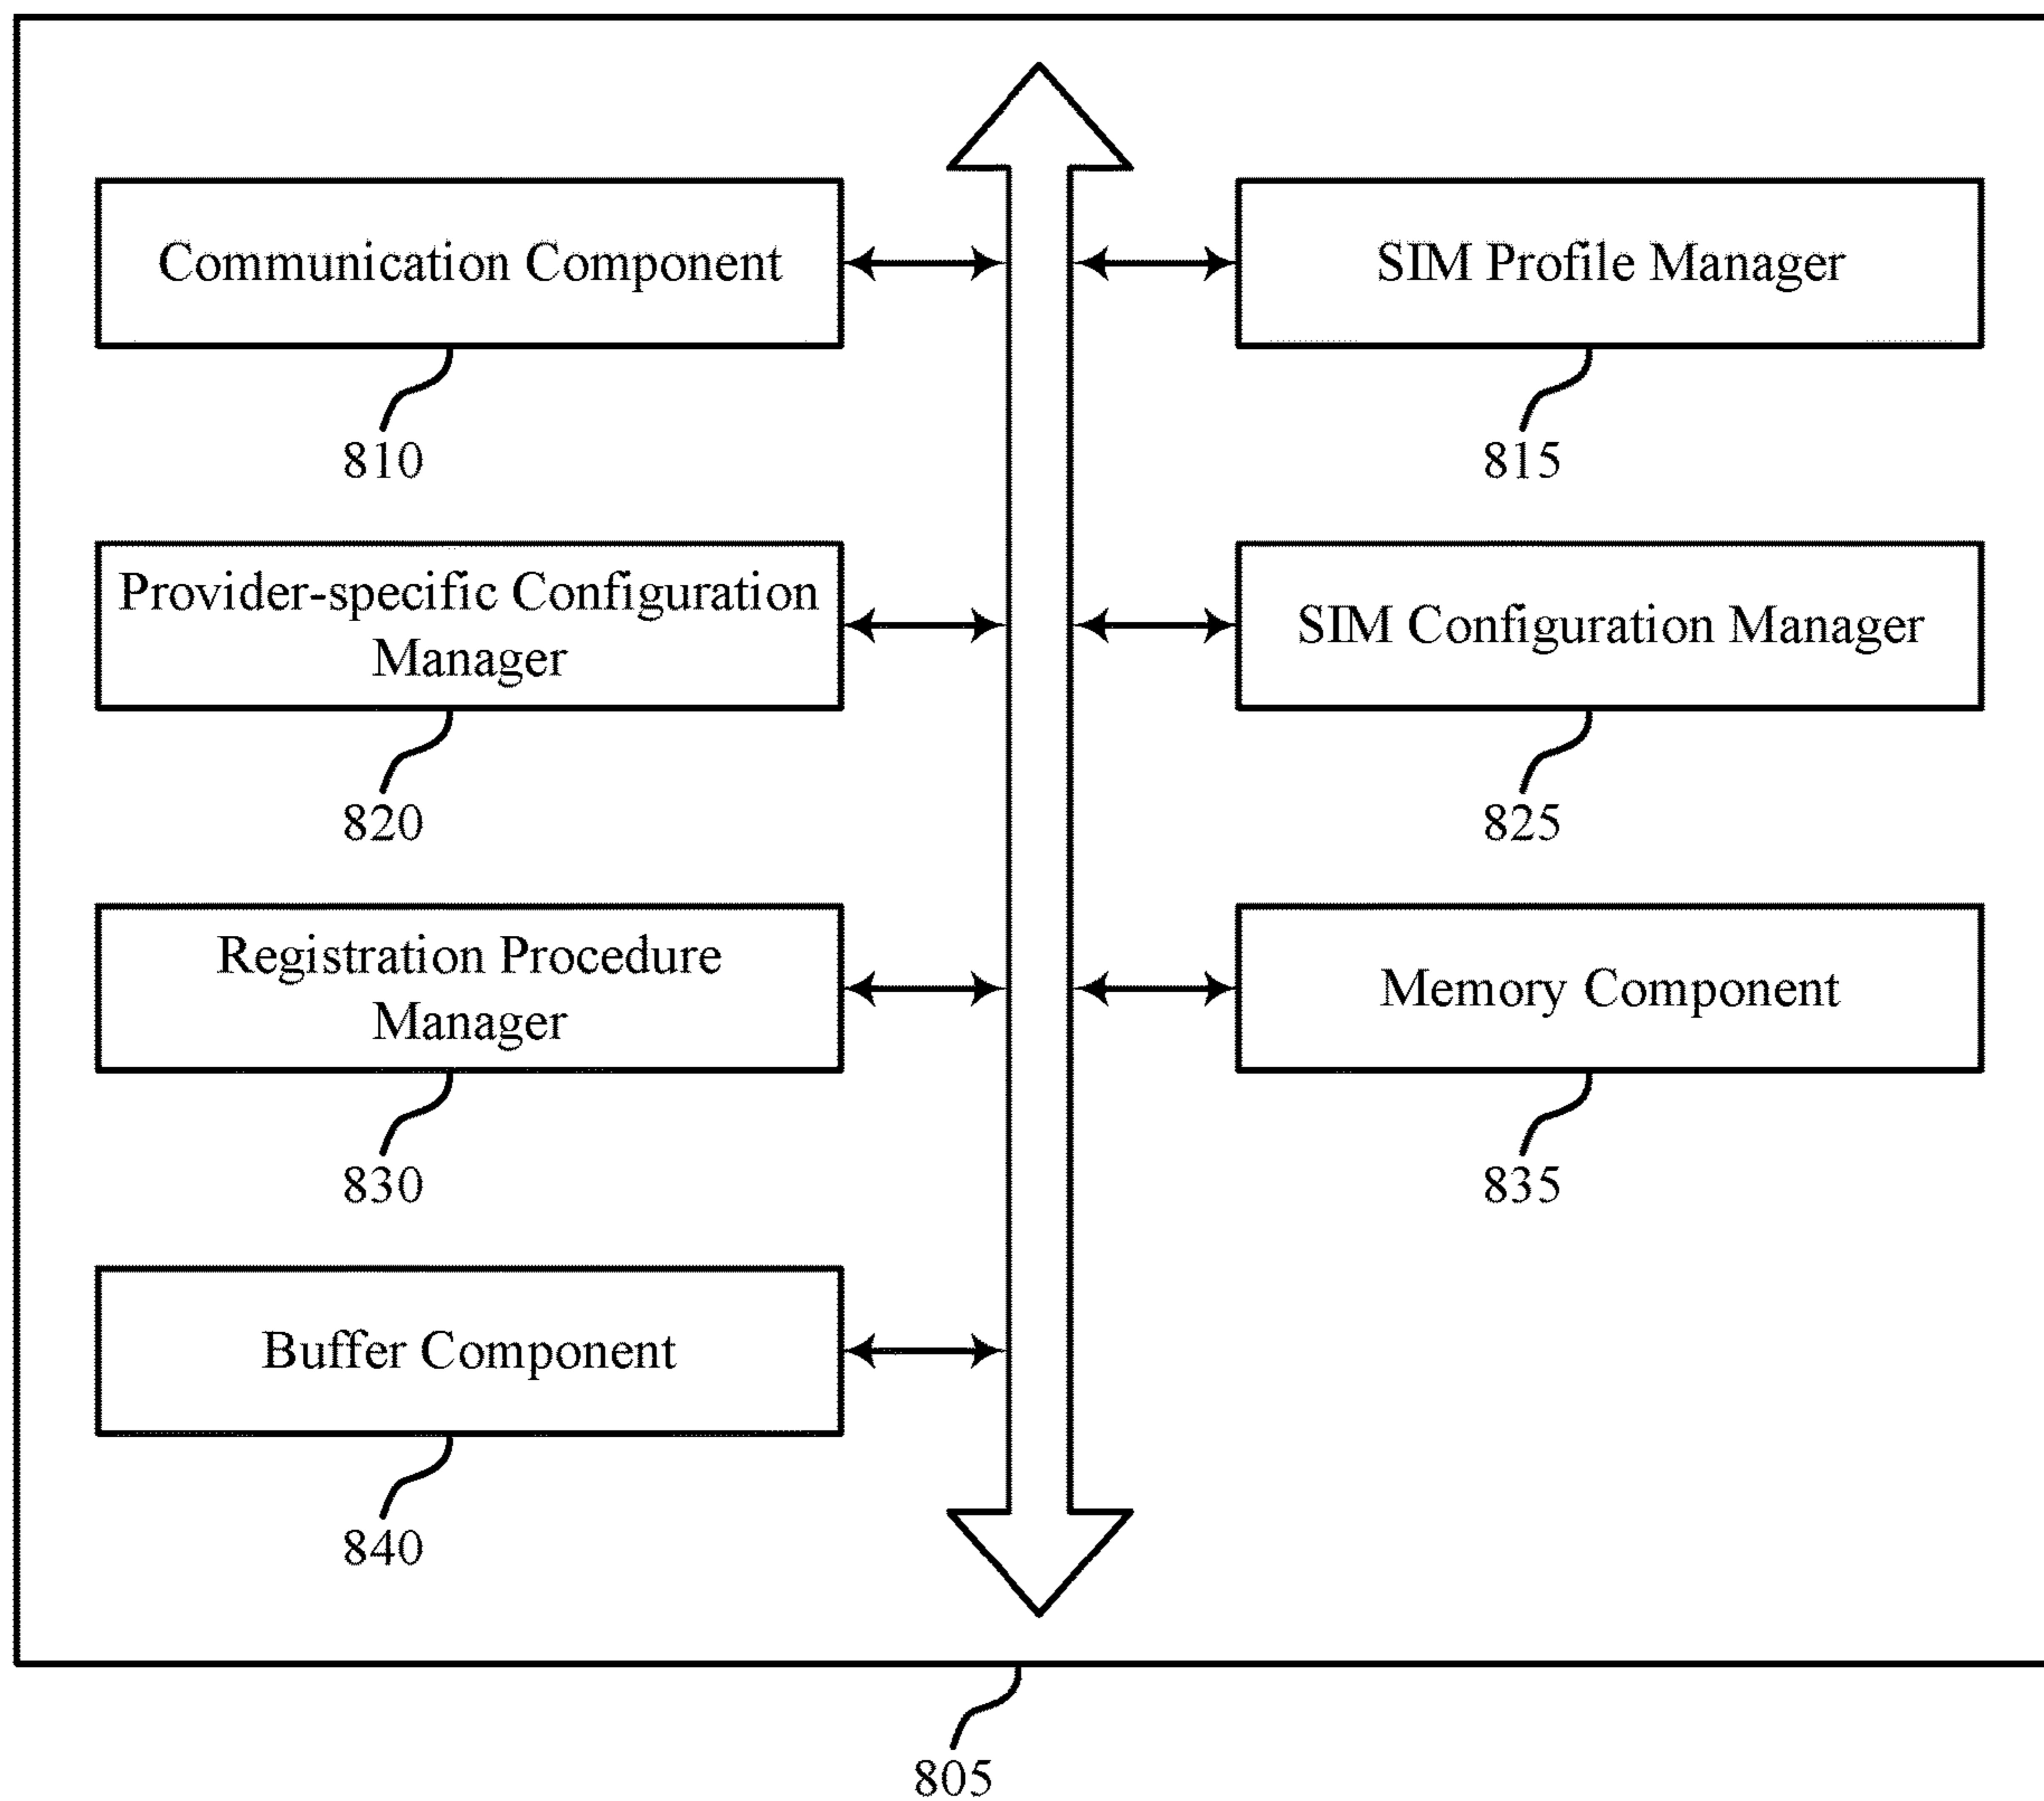 Communication Component
SIM Profile Manager
810
815
Provider-specific Configuration
Manager
SIM Configuration Manager
820
825
Registration Procedure
Manager
Memory Component
830
835
Buffer Component
840
805